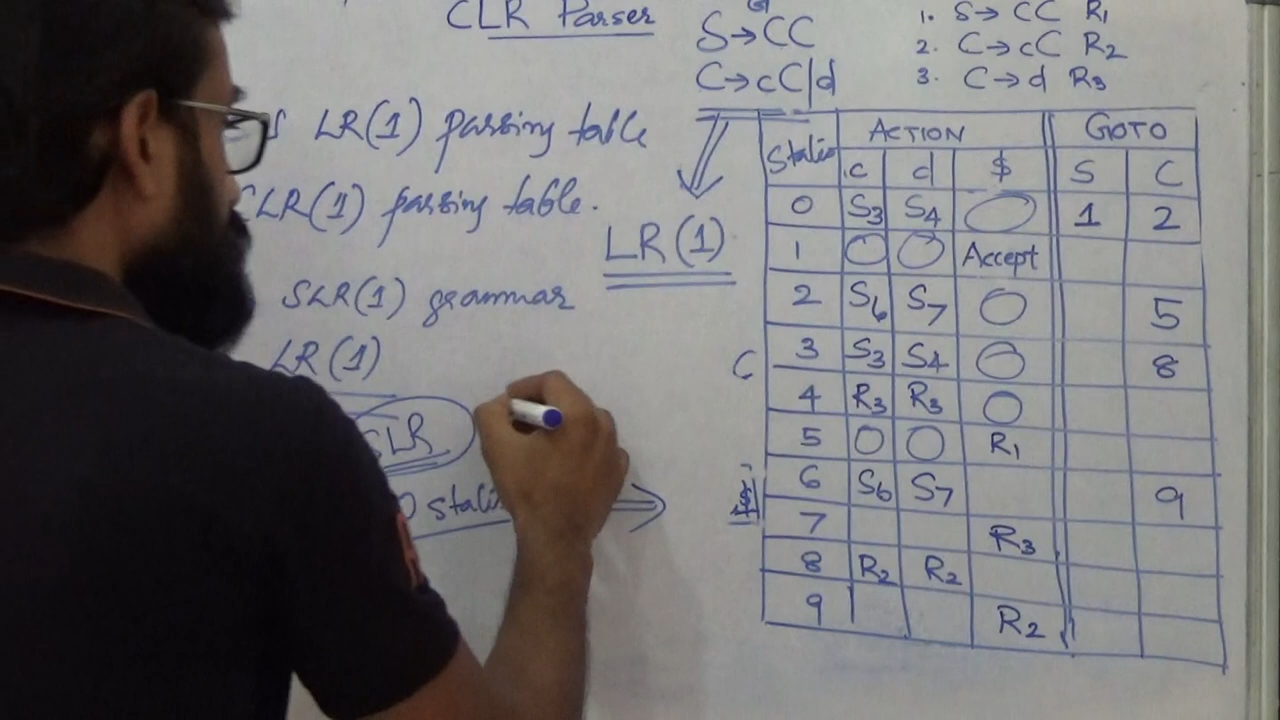 CLR Parser
S→CC
C→cC|d
1. S→ CC R1
2. C→cC R2
3. C→d R3
LR(1) parsing table
CLR(1) parsing table.
SLR(1) grammar
LR(1)
CLR
LR(1)
ACTION GOTO
c d $ S C
0 S3 S4 1 2
1 Accept
2 S6 S7 5
3 S3 S4 8
4 R3 R3
5 R1
6 S6 S7 9
7 R3
8 R2 R2
9 R2
C